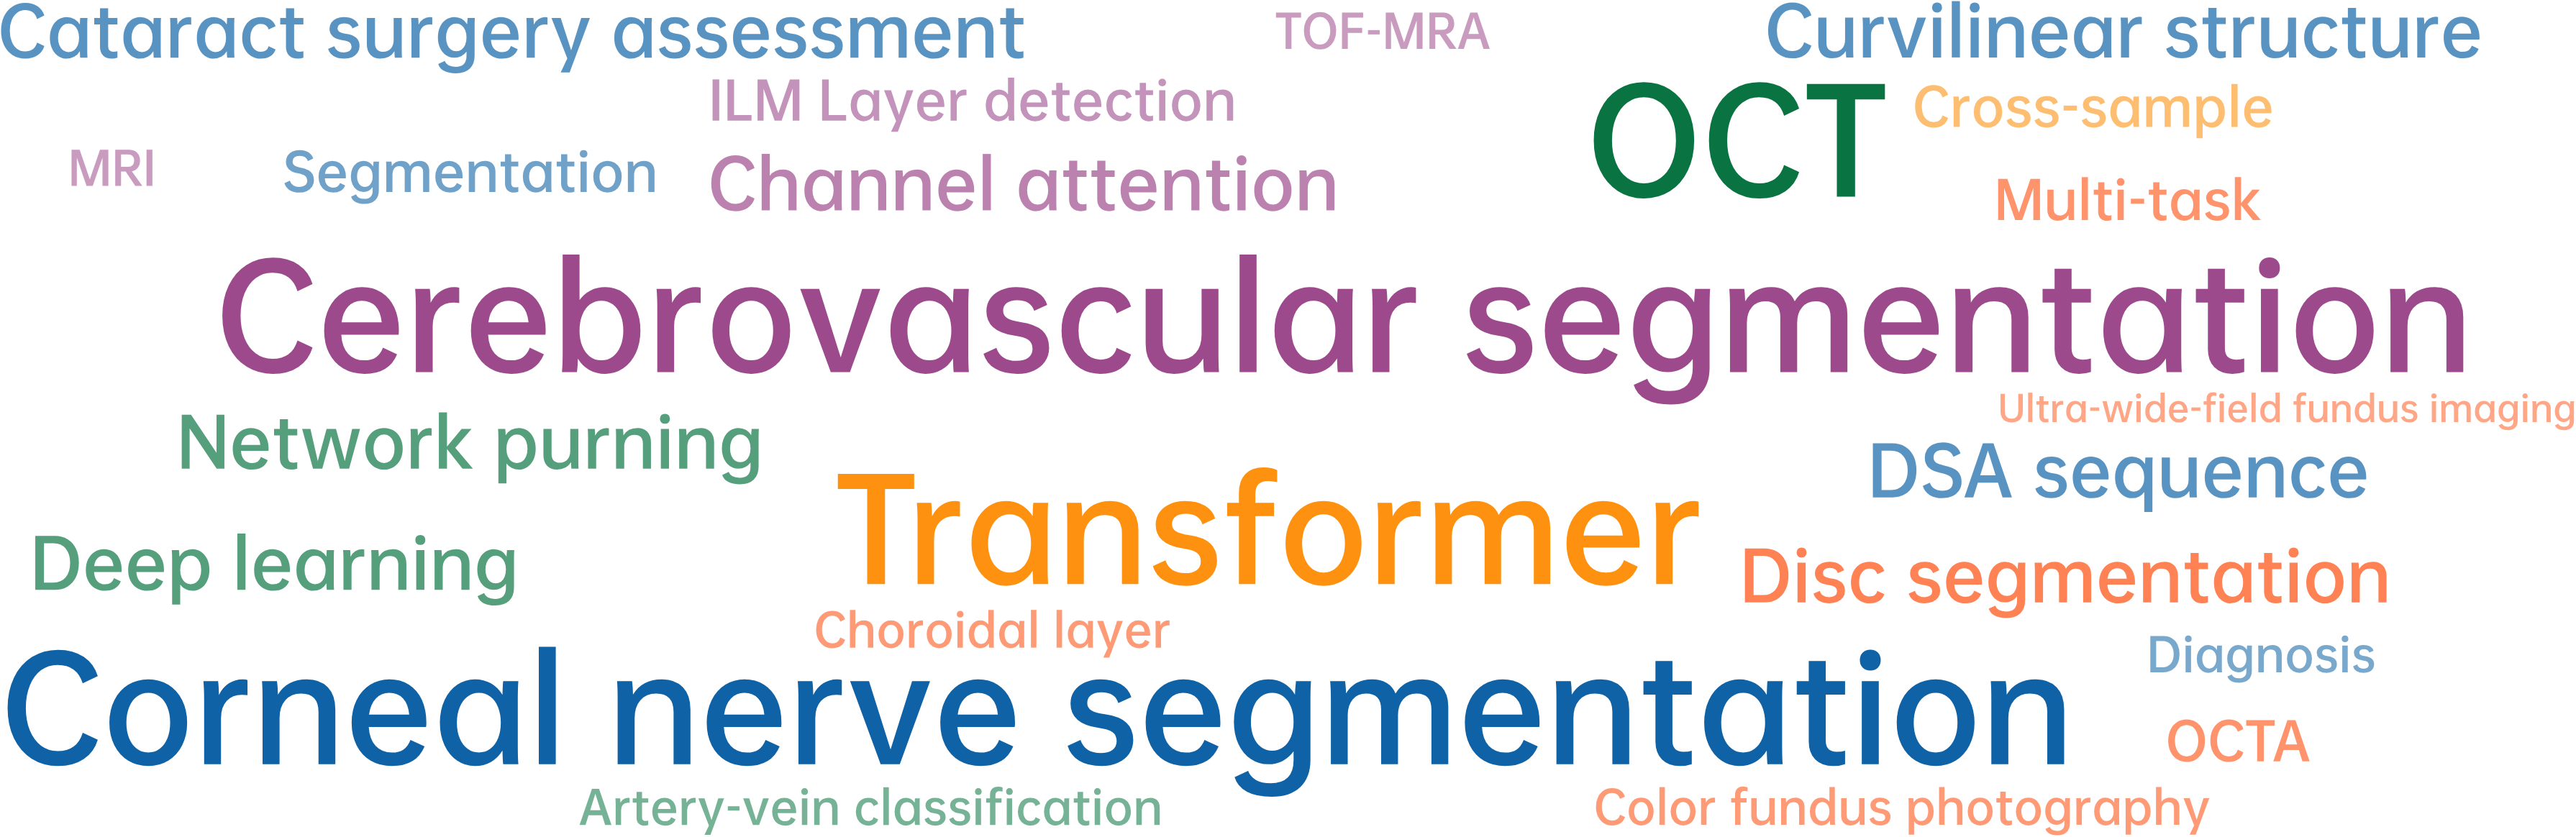 Cataract surgery assessment
TOF-MRA
Curvilinear structure
ILM Layer detection
OCT
Cross-sample
MRI
Segmentation
Channel attention
Multi-task
Cerebrovascular segmentation
Ultra-wide-field fundus imaging
Network purning
DSA sequence
Transformer
Deep learning
Disc segmentation
Choroidal layer
Diagnosis
Corneal nerve segmentation
OCTA
Artery-vein classification
Color fundus photography